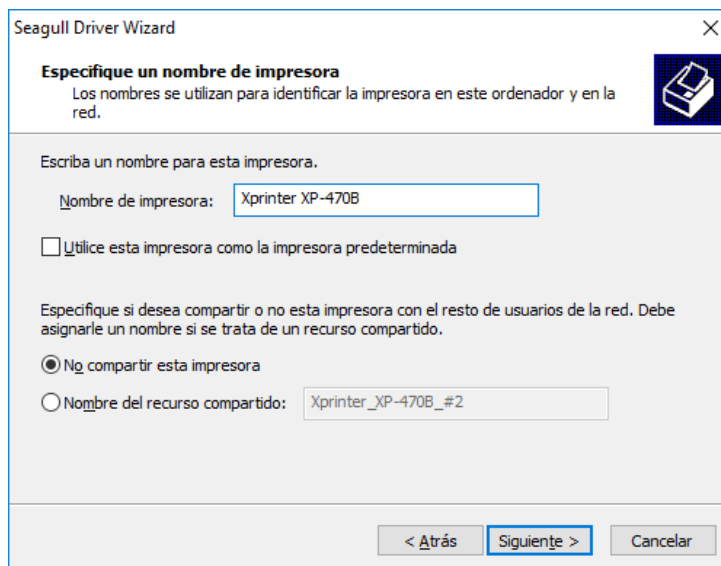 Seagull Driver Wizard
Especifique un nombre de impresora
Los nombres se utilizan para identificar la impresora en este ordenador y en la
red.
Escriba un nombre para esta impresora.
Nombre de impresora: Xprinter XP-470B
Utilice esta impresora como la impresora predeterminada
Especifique si desea compartir o no esta impresora con el resto de usuarios de la red. Debe
asignarle un nombre si se trata de un recurso compartido.
No compartir esta impresora
Nombre del recurso compartido: Xprinter_XP-470B_#2
< Atrás Siguiente > Cancelar